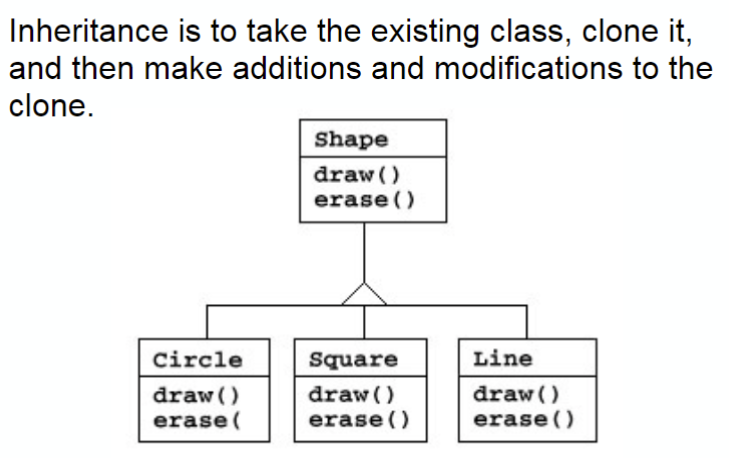 Inheritance is to take the existing class, clone it,
and then make additions and modifications to the
clone.
Shape
draw()
erase()
Circle
draw()
erase(
Square
draw()
erase()
Line
draw()
erase()